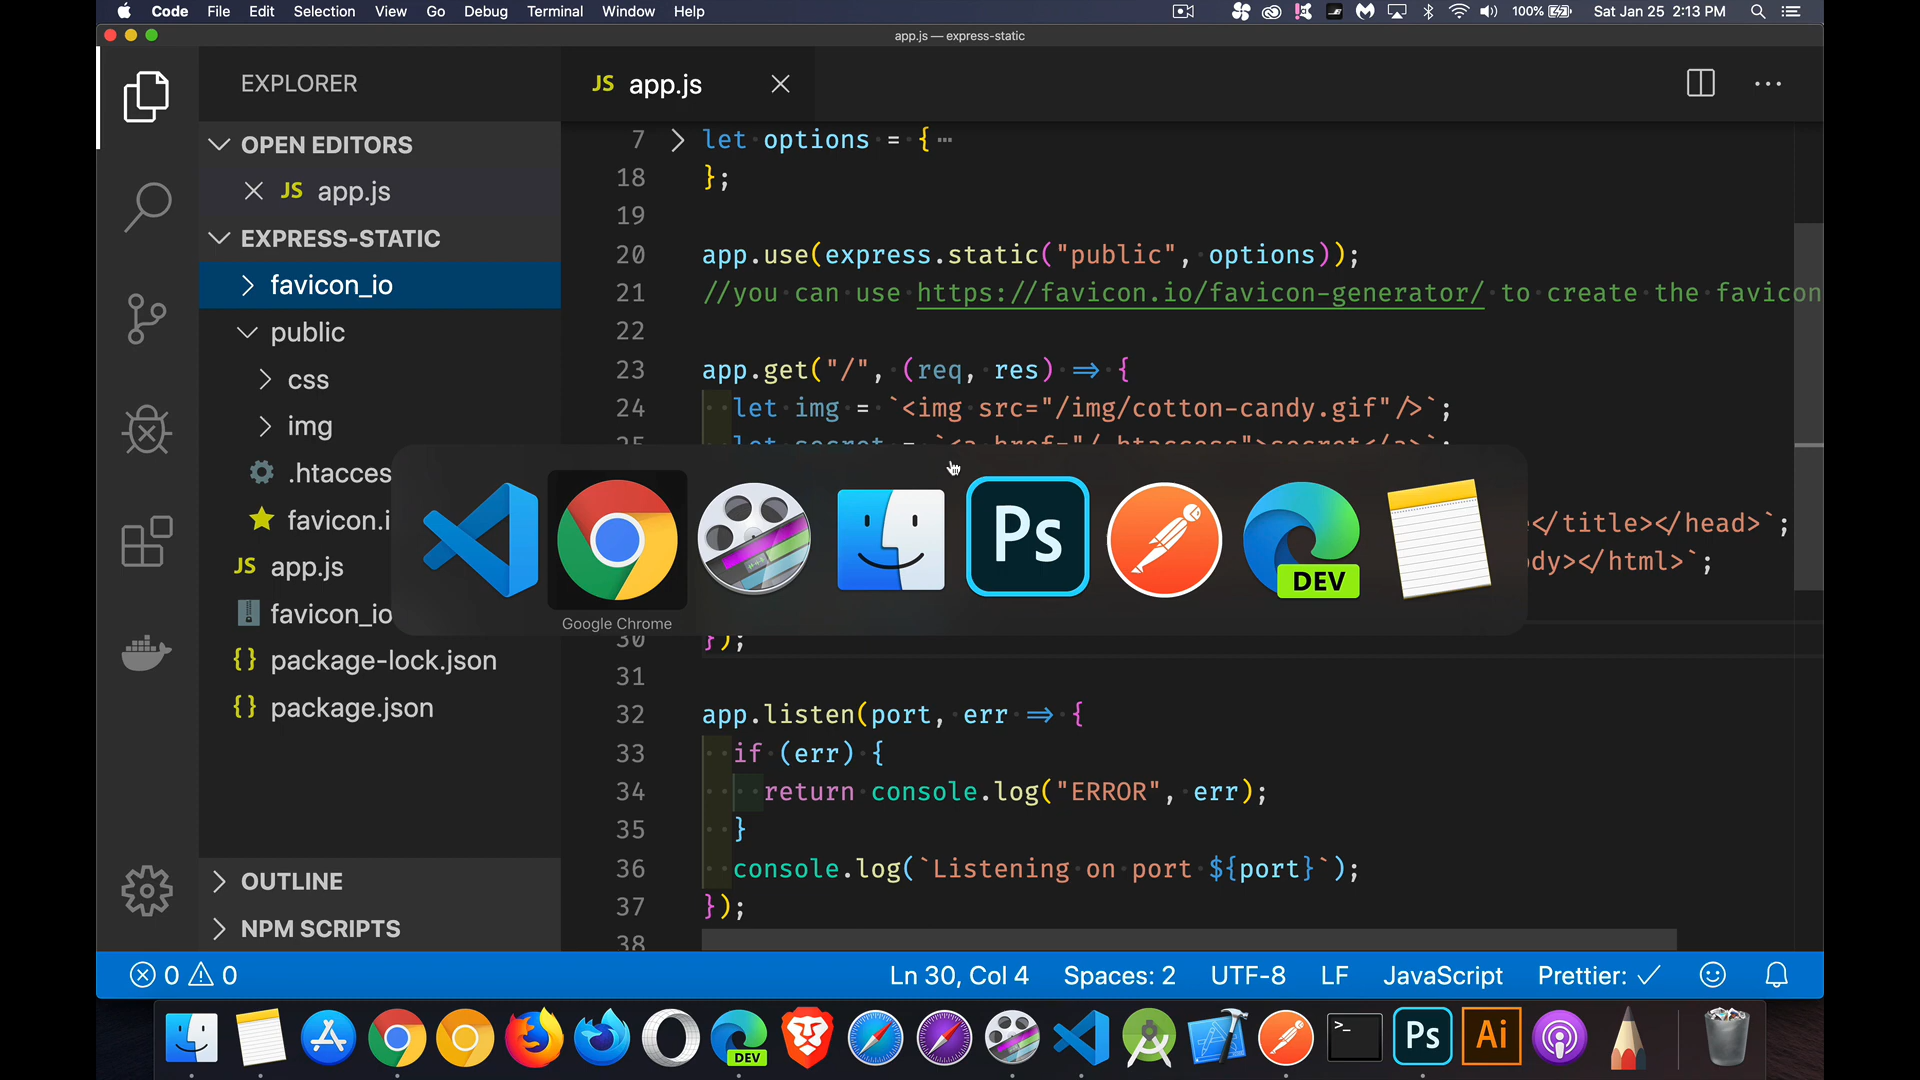 Code File Edit Selection View Go Debug Terminal Window Help 100% Sat Jan 25 2:13 PM
app.js — express-static
EXPLORER
JS app.js
OPEN EDITORS
JS app.js
EXPRESS-STATIC
favicon_io
public
css
img
.htacces
favicon.i
JS app.js
favicon_io
{} package-lock.json
{} package.json
OUTLINE
NPM SCRIPTS
7 let options = {
18 };
19
20 app.use(express.static("public", options));
21 //you can use https://favicon.io/favicon-generator/ to create the favicon
22
23 app.get("/", (req, res) => {
24 let img = `<img src="/img/cotton-candy.gif"/>`;
25 let secret = `<a href="/.htaccess">secret</a>`;
e</title></head>`;
dy></html>`;
30 });
31
32 app.listen(port, err => {
33 if (err) {
34 return console.log("ERROR", err);
35 }
36 console.log(`Listening on port ${port}`);
37 });
38
Ps
DEV
Google Chrome
0 0 Ln 30, Col 4 Spaces: 2 UTF-8 LF JavaScript Prettier: ✓
DEV >_ Ps Ai